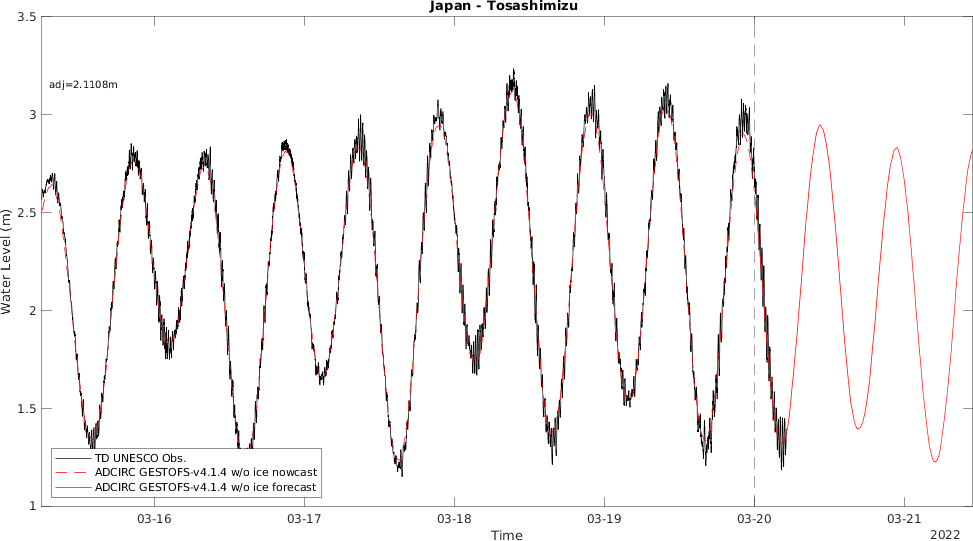 Japan - Tosashimizu
3.5
adj=2.1108m
3
2.5
Water Level (m)
2
1.5
TD UNESCO Obs.
ADCIRC GESTOFS-v4.1.4 w/o ice nowcast
ADCIRC GESTOFS-v4.1.4 w/o ice forecast
1
03-16
03-17
03-18
03-19
03-20
03-21
Time
2022